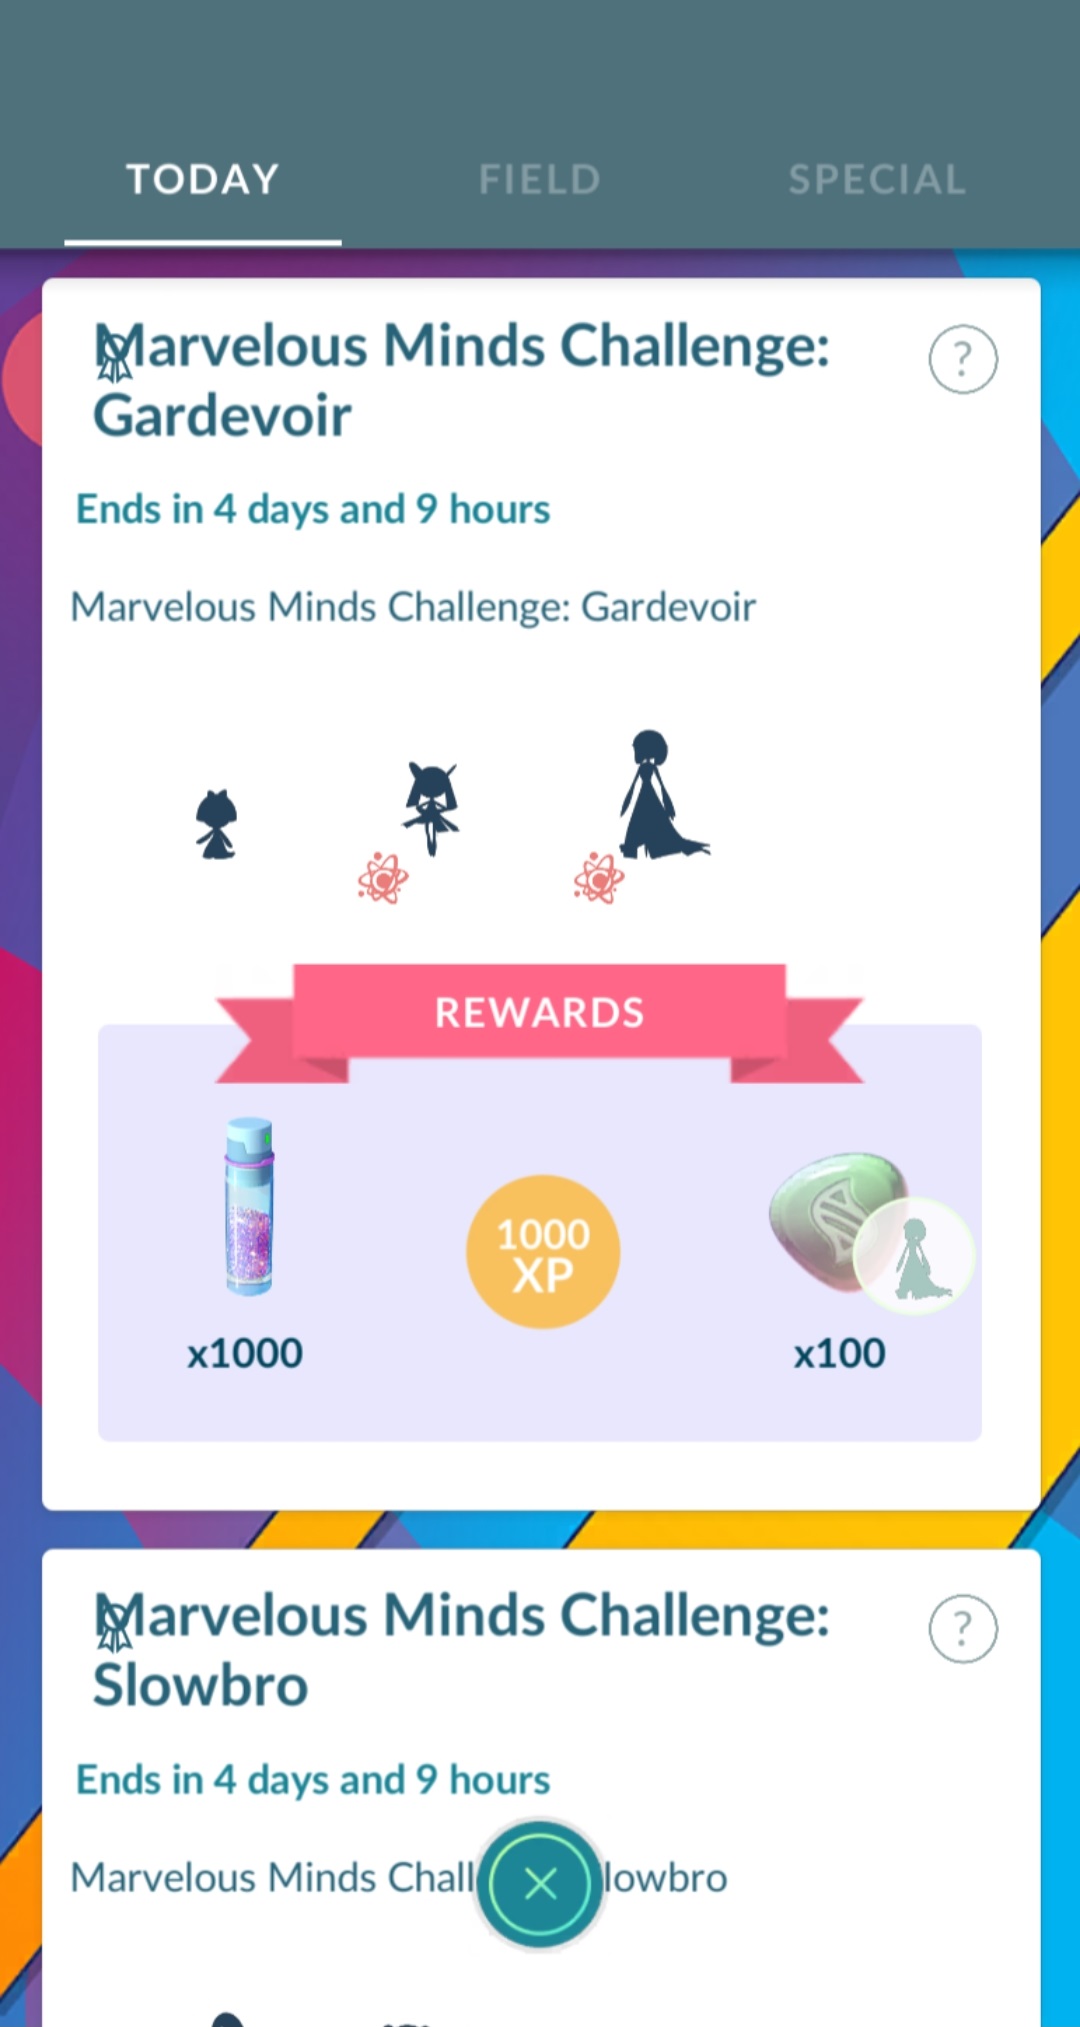 TODAY
FIELD
SPECIAL
Marvelous Minds Challenge:
Gardevoir
?
Ends in 4 days and 9 hours
Marvelous Minds Challenge: Gardevoir
REWARDS
1000
XP
x1000
x100
Marvelous Minds Challenge:
Slowbro
?
Ends in 4 days and 9 hours
Marvelous Minds Chall lowbro